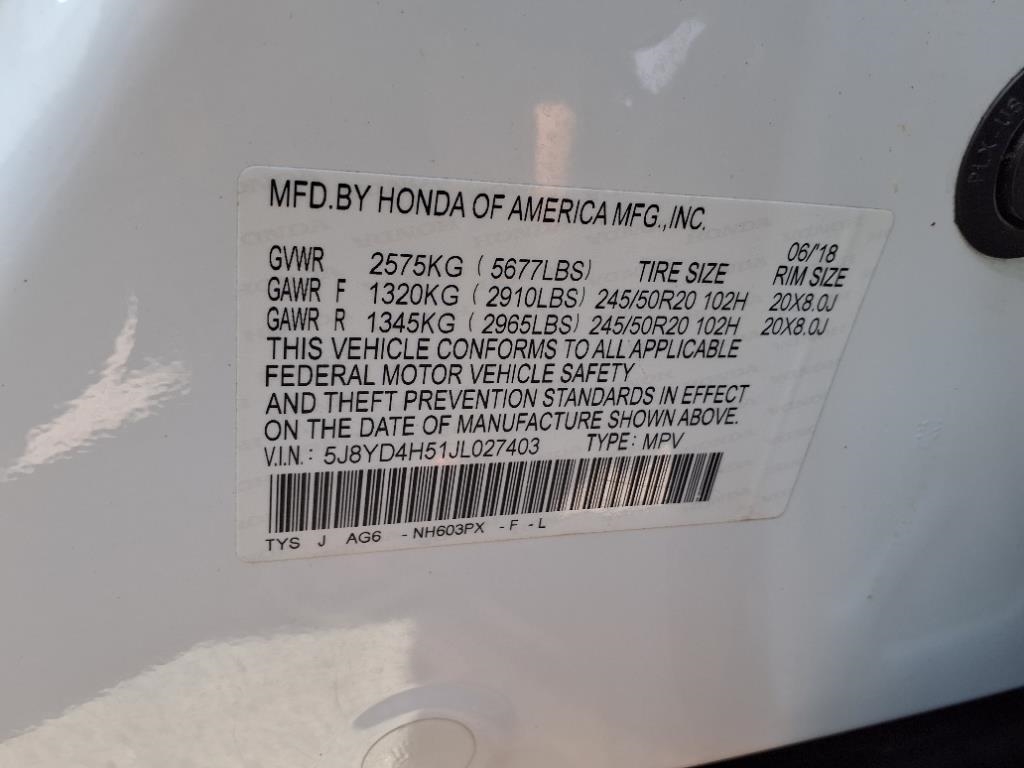 MFD.BY HONDA OF AMERICA MFG.,INC.
06/'18
GVWR 2575KG ( 5677LBS) TIRE SIZE RIM SIZE
GAWR F 1320KG ( 2910LBS) 245/50R20 102H 20X8.0J
GAWR R 1345KG ( 2965LBS) 245/50R20 102H 20X8.0J
THIS VEHICLE CONFORMS TO ALL APPLICABLE
FEDERAL MOTOR VEHICLE SAFETY
AND THEFT PREVENTION STANDARDS IN EFFECT
ON THE DATE OF MANUFACTURE SHOWN ABOVE.
V.I.N.: 5J8YD4H51JL027403 TYPE: MPV
TYS J AG6 -NH603PX -F -L
PLX-US